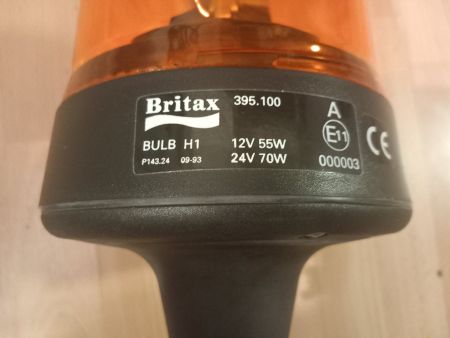 Britax 395.100
BULB H1 12V 55W
P143.24 09-93 24V 70W
A
E11
000003
CE